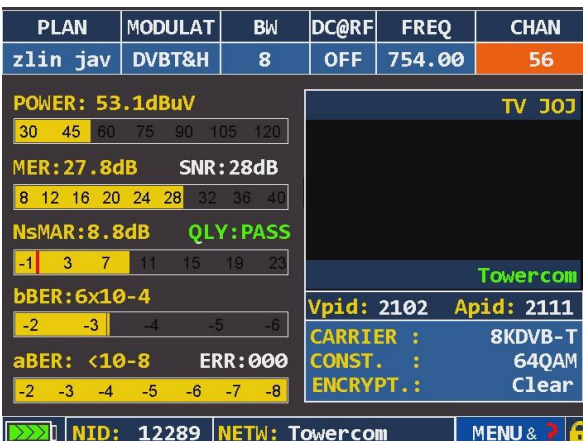 PLAN MODULAT BW DC@RF FREQ CHAN
zlin jav DVBT&H 8 OFF 754.00 56
POWER: 53.1dBuV
30 45 60 75 90 105 120
MER:27.8dB SNR:28dB
8 12 16 20 24 28 32 36 40
NsMAR:8.8dB QLY:PASS
-1 3 7 11 15 19 23
bBER:6x10-4
-2 -3 -4 -5 -6
aBER: <10-8 ERR:000
-2 -3 -4 -5 -6 -7 -8
TV JOJ
Towercom
Vpid: 2102 Apid: 2111
CARRIER : 8KDVB-T
CONST. : 64QAM
ENCRYPT.: Clear
NID: 12289 NETW: Towercom MENU & ?